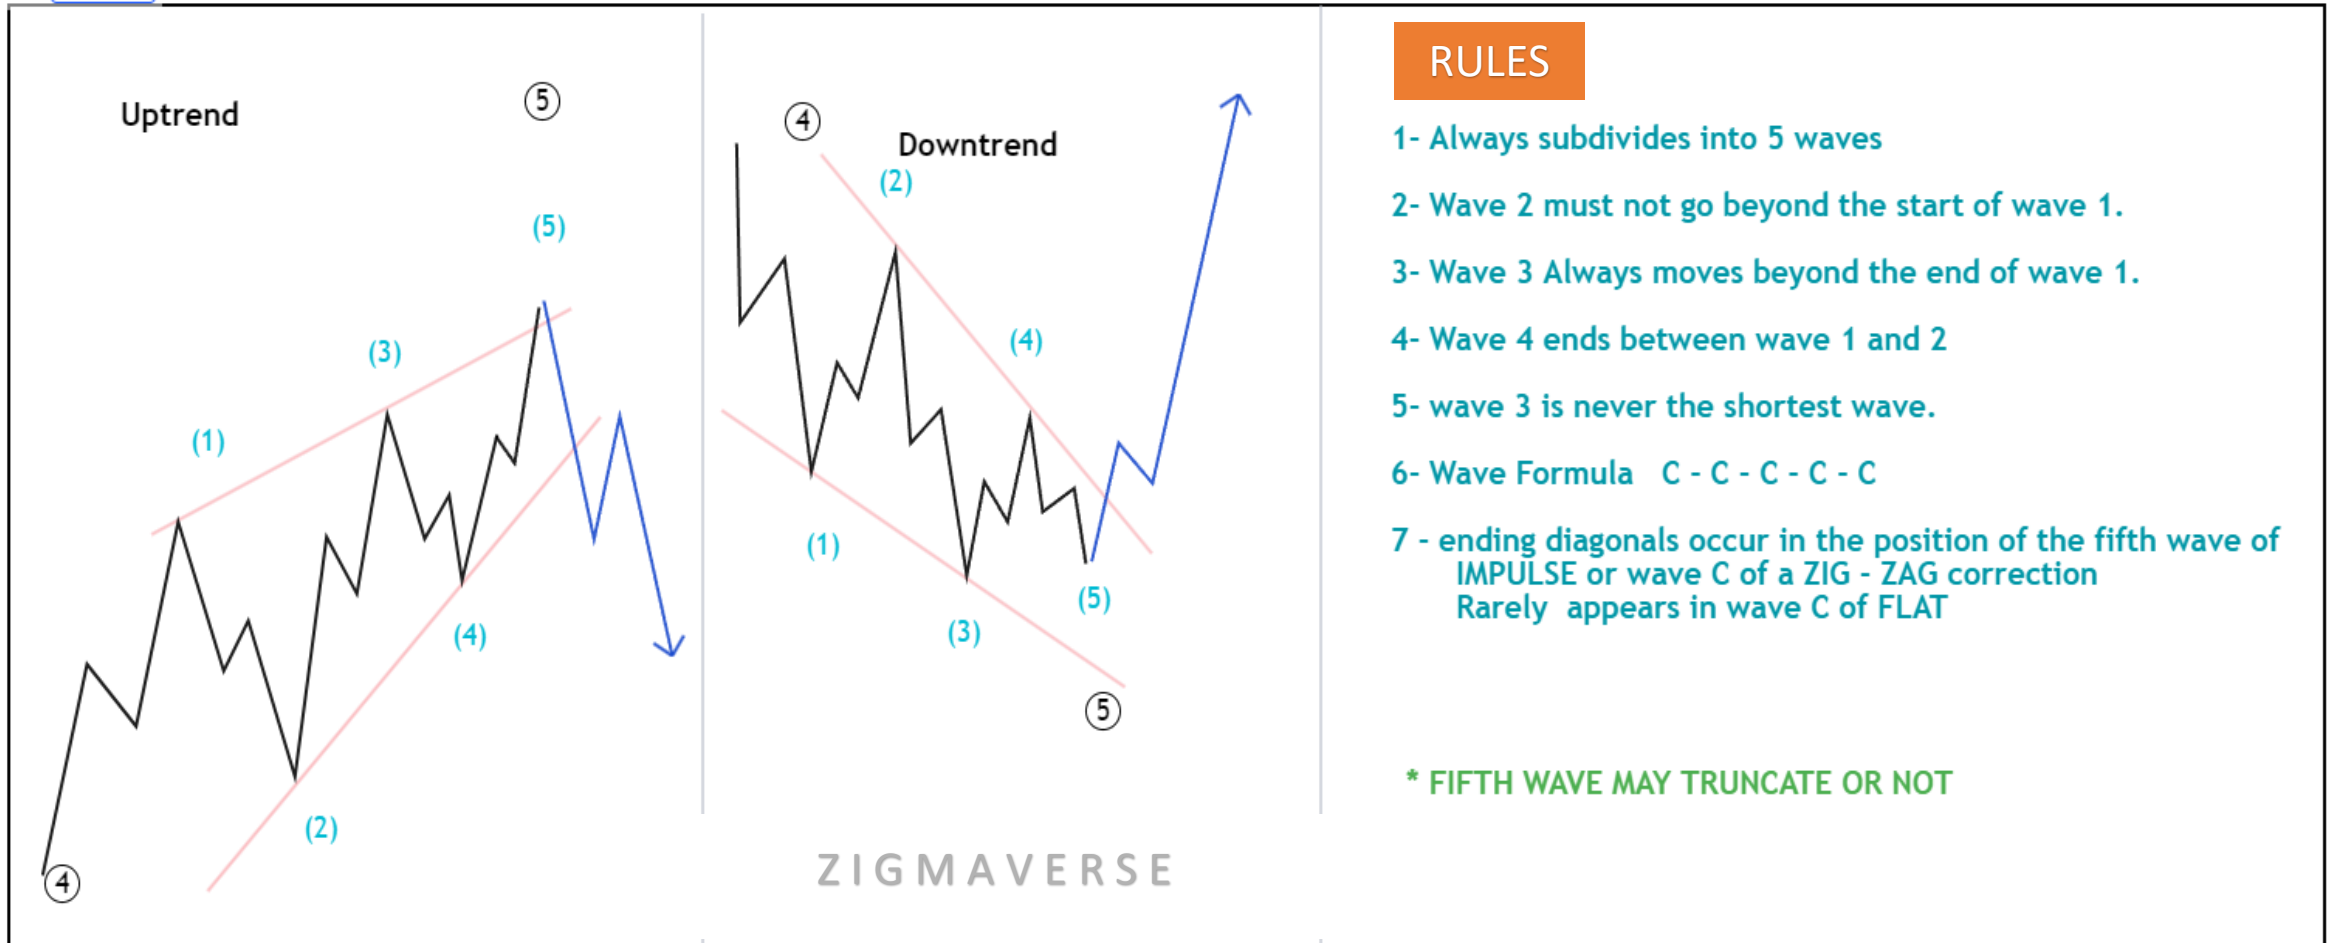 Uptrend
⑤
(5)
(3)
(1)
(4)
(2)
④
④
Downtrend
(2)
(4)
(1)
(5)
(3)
⑤
ZIGMAVERSE
RULES
1- Always subdivides into 5 waves
2- Wave 2 must not go beyond the start of wave 1.
3- Wave 3 Always moves beyond the end of wave 1.
4- Wave 4 ends between wave 1 and 2
5- wave 3 is never the shortest wave.
6- Wave Formula C - C - C - C - C
7 - ending diagonals occur in the position of the fifth wave of
IMPULSE or wave C of a ZIG - ZAG correction
Rarely appears in wave C of FLAT
* FIFTH WAVE MAY TRUNCATE OR NOT